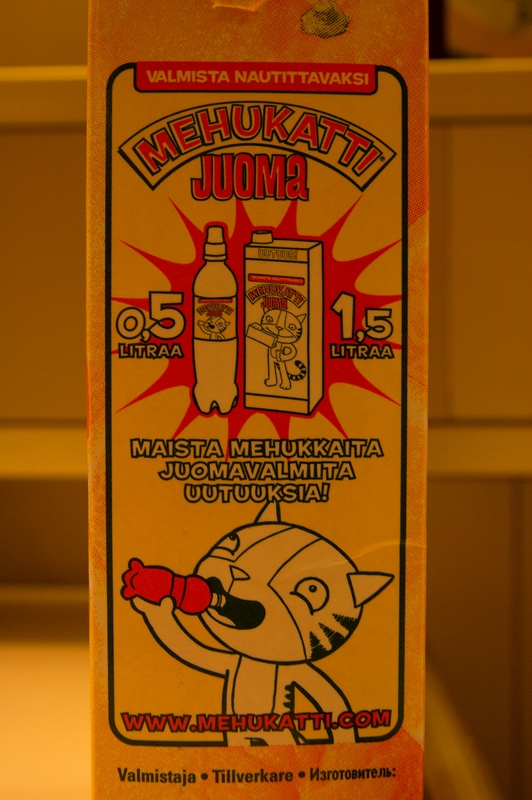 VALMISTA NAUTITTAVAKSI
MEHUKATTI®
JUOMA
UUTUUS!
0,5
LITRAA
MEHUKATTI
JUOMA
1,5
LITRAA
MAISTA MEHUKKAITA
JUOMAVALMIITA
UUTUUKSIA!
WWW.MEHUKATTI.COM
Valmistaja • Tillverkare • Изготовитель: